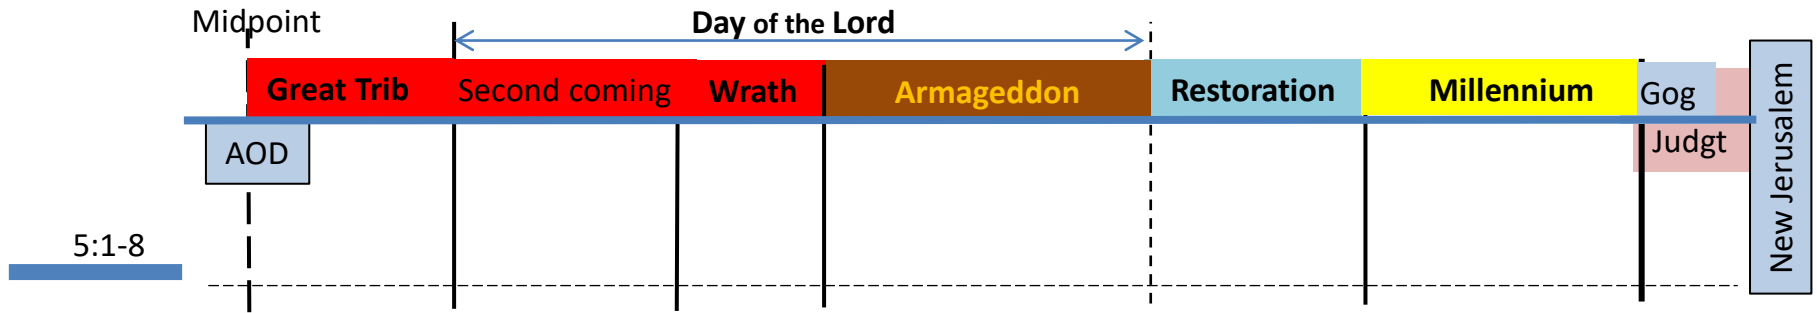 Midpoint
Day of the Lord
Great Trib
Second coming
Wrath
Armageddon
Restoration
Millennium
Gog
AOD
Judgt
New Jerusalem
5:1-8